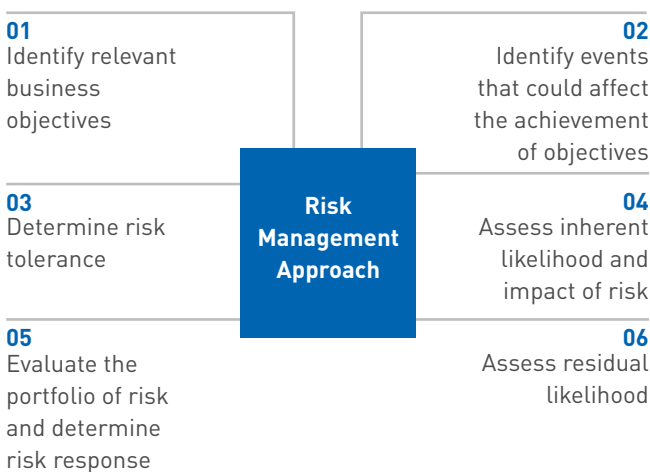 01
Identify relevant
business
objectives
02
Identify events
that could affect
the achievement
of objectives
Risk
Management
Approach
03
Determine risk
tolerance
04
Assess inherent
likelihood and
impact of risk
05
Evaluate the
portfolio of risk
and determine
risk response
06
Assess residual
likelihood